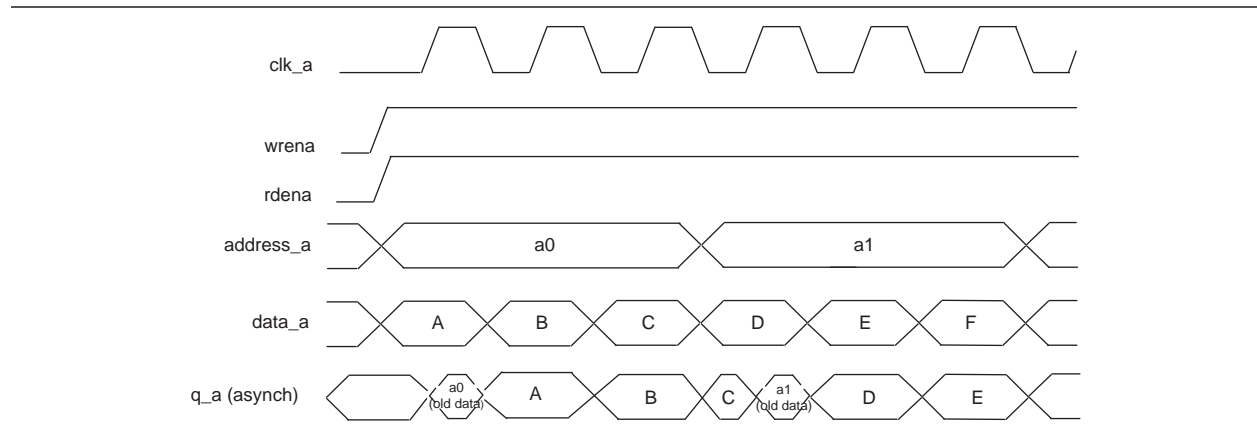 clk_a
wrena
rdena
address_a
a0
a1
data_a
A
B
C
D
E
F
q_a (asynch)
a0
(old data)
A
B
C
a1
(old data)
D
E